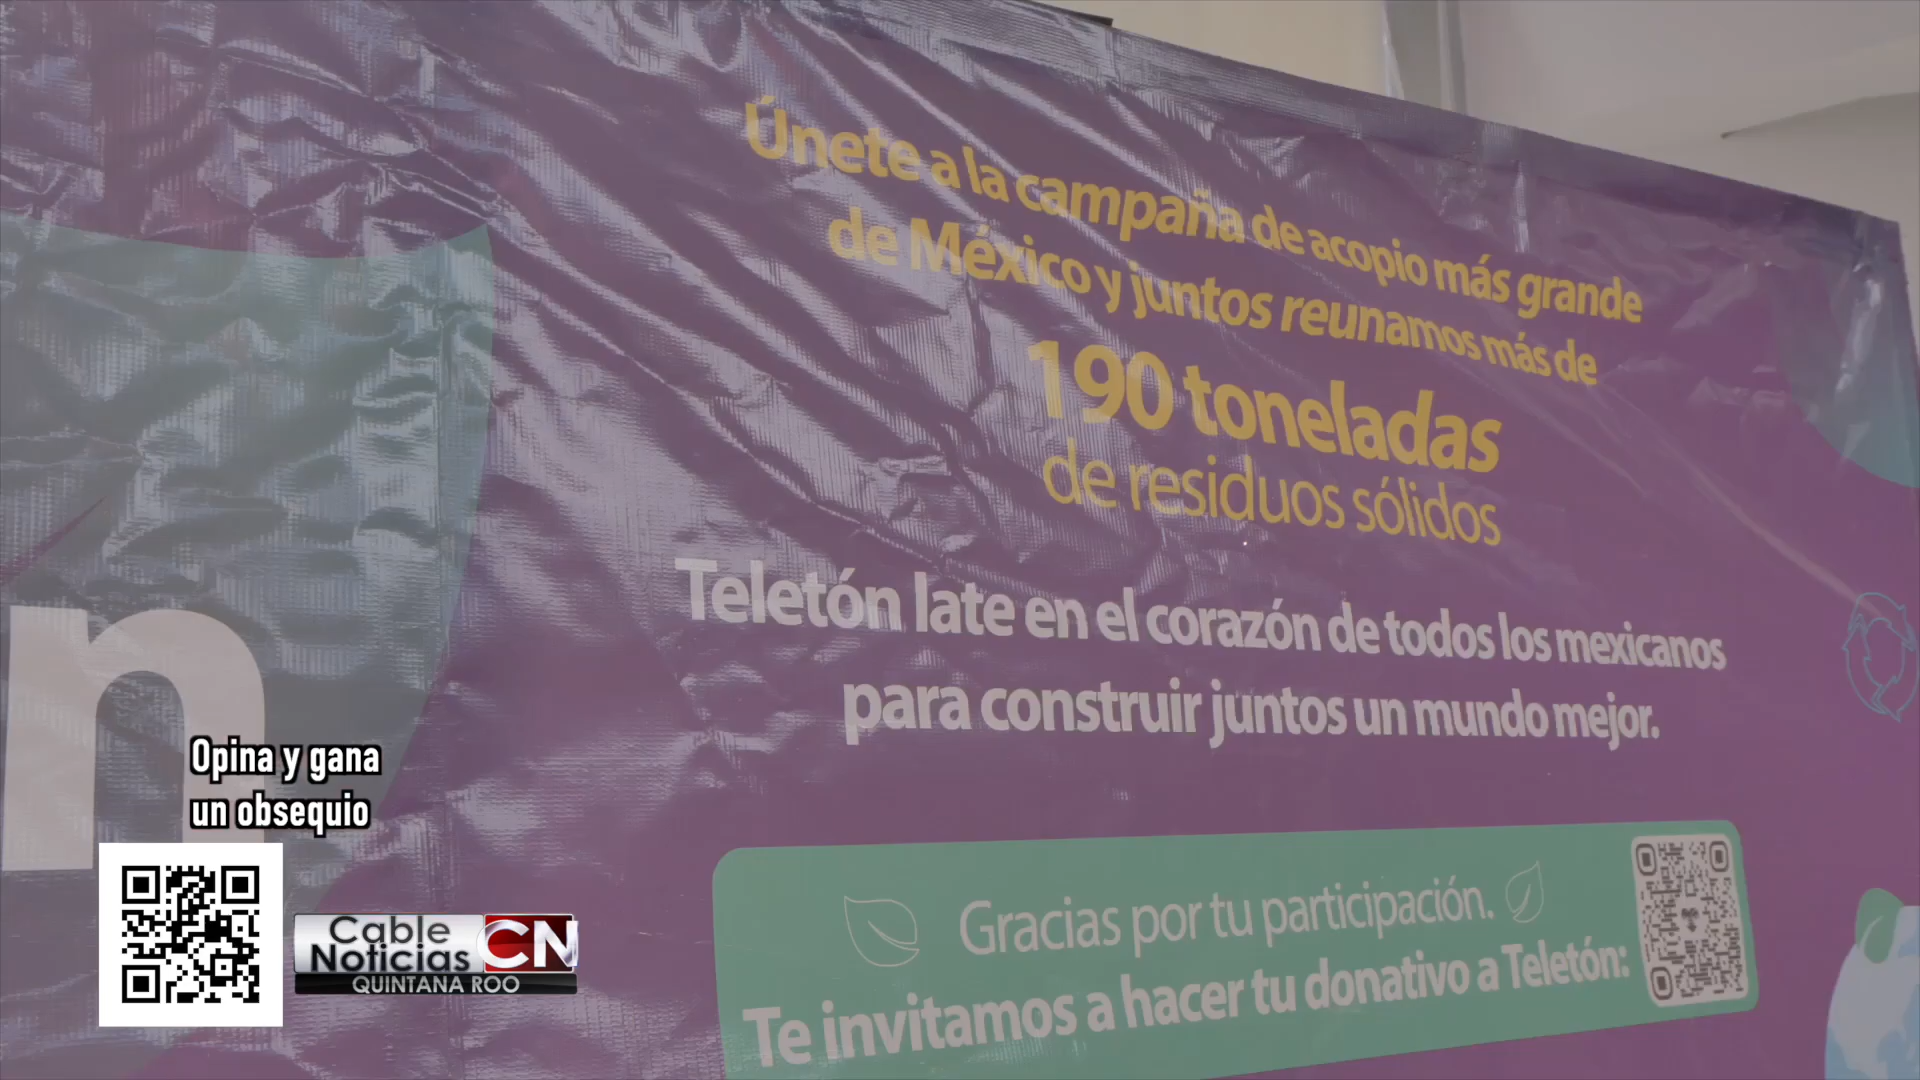 Únete a la campaña de acopio más grande
de México y juntos reunamos más de
190 toneladas
de residuos sólidos
Teletón late en el corazón de todos los mexicanos
para construir juntos un mundo mejor.
n
Gracias por tu participación.
Te invitamos a hacer tu donativo a Teletón:
Opina y gana
un obsequio
Cable
Noticias CN
QUINTANA ROO